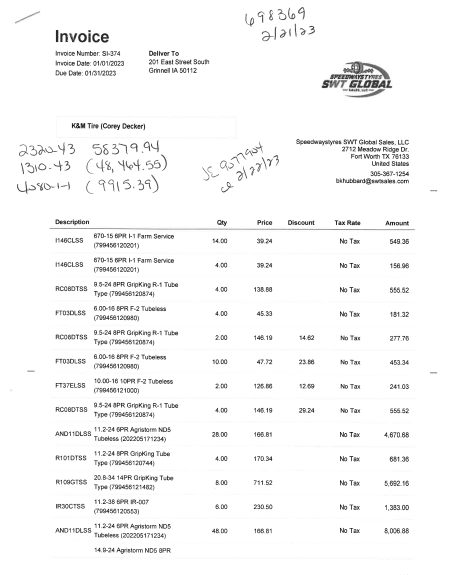 698369
2/21/23
Invoice
Invoice Number: SI-374
Invoice Date: 01/01/2023
Due Date: 01/31/2023
Deliver To
201 East Street South
Grinnell IA 50112
SPEEDWAYSTYRES
SWT GLOBAL
SALES, LLC
K&M Tire (Corey Decker)
2320-43 58379.94
1310.43 (48,464.55)
4080-1-1 (9915.39)
JE 9077904
2/22/23
Speedwaystyres SWT Global Sales, LLC
2712 Meadow Ridge Dr.
Fort Worth TX 76133
United States
305-367-1254
bkhubbard@swtsales.com
Description Qty Price Discount Tax Rate Amount
I146CLSS 670-15 6PR I-1 Farm Service (799456120201) 14.00 39.24 No Tax 549.36
I146CLSS 670-15 6PR I-1 Farm Service (799456120201) 4.00 39.24 No Tax 156.96
RC08DTSS 9.5-24 8PR GripKing R-1 Tube Type (799456120874) 4.00 138.88 No Tax 555.52
FT03DLSS 6.00-16 8PR F-2 Tubeless (799456120980) 4.00 45.33 No Tax 181.32
RC08DTSS 9.5-24 8PR GripKing R-1 Tube Type (799456120874) 2.00 146.19 14.62 No Tax 277.76
FT03DLSS 6.00-16 8PR F-2 Tubeless (799456120980) 10.00 47.72 23.86 No Tax 453.34
FT37ELSS 10.00-16 10PR F-2 Tubeless (799456121000) 2.00 126.86 12.69 No Tax 241.03
RC08DTSS 9.5-24 8PR GripKing R-1 Tube Type (799456120874) 4.00 146.19 29.24 No Tax 555.52
AND11DLSS 11.2-24 6PR Agristorm ND5 Tubeless (202205171234) 28.00 166.81 No Tax 4,670.68
R101DTSS 11.2-24 8PR GripKing Tube Type (799456120744) 4.00 170.34 No Tax 681.36
R109GTSS 20.8-34 14PR GripKing Tube Type (799456121482) 8.00 711.52 No Tax 5,692.16
IR30CTSS 11.2-38 6PR IR-007 (799456120553) 6.00 230.50 No Tax 1,383.00
AND11DLSS 11.2-24 6PR Agristorm ND5 Tubeless (202205171234) 48.00 166.81 No Tax 8,006.88
14.9-24 Agristorm ND5 8PR